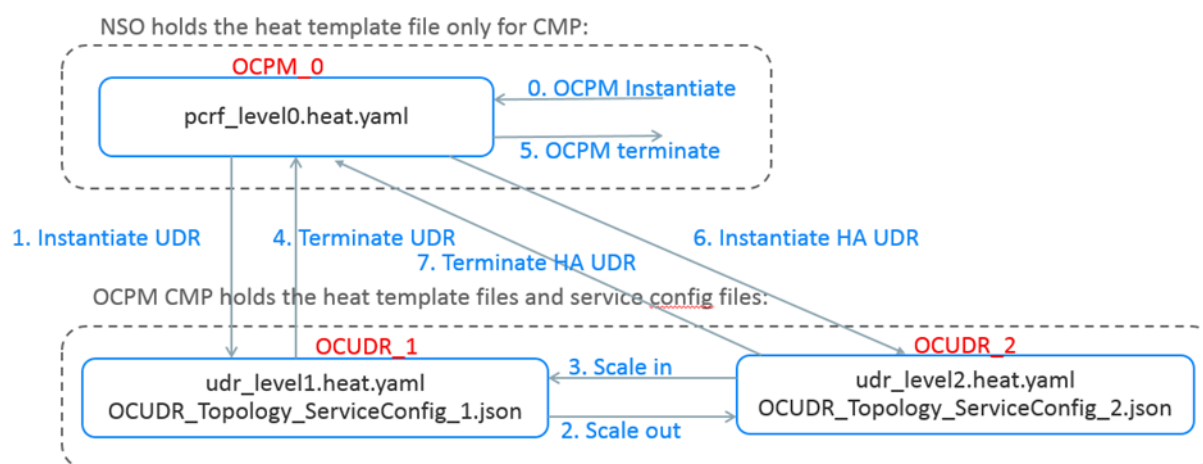 NSO holds the heat template file only for CMP:
OCPM_0
pcrf_level0.heat.yaml
0. OCPM Instantiate
5. OCPM terminate
1. Instantiate UDR
4. Terminate UDR
6. Instantiate HA UDR
7. Terminate HA UDR
OCPM CMP holds the heat template files and service config files:
OCUDR_1
udr_level1.heat.yaml
OCUDR_Topology_ServiceConfig_1.json
3. Scale in
2. Scale out
OCUDR_2
udr_level2.heat.yaml
OCUDR_Topology_ServiceConfig_2.json